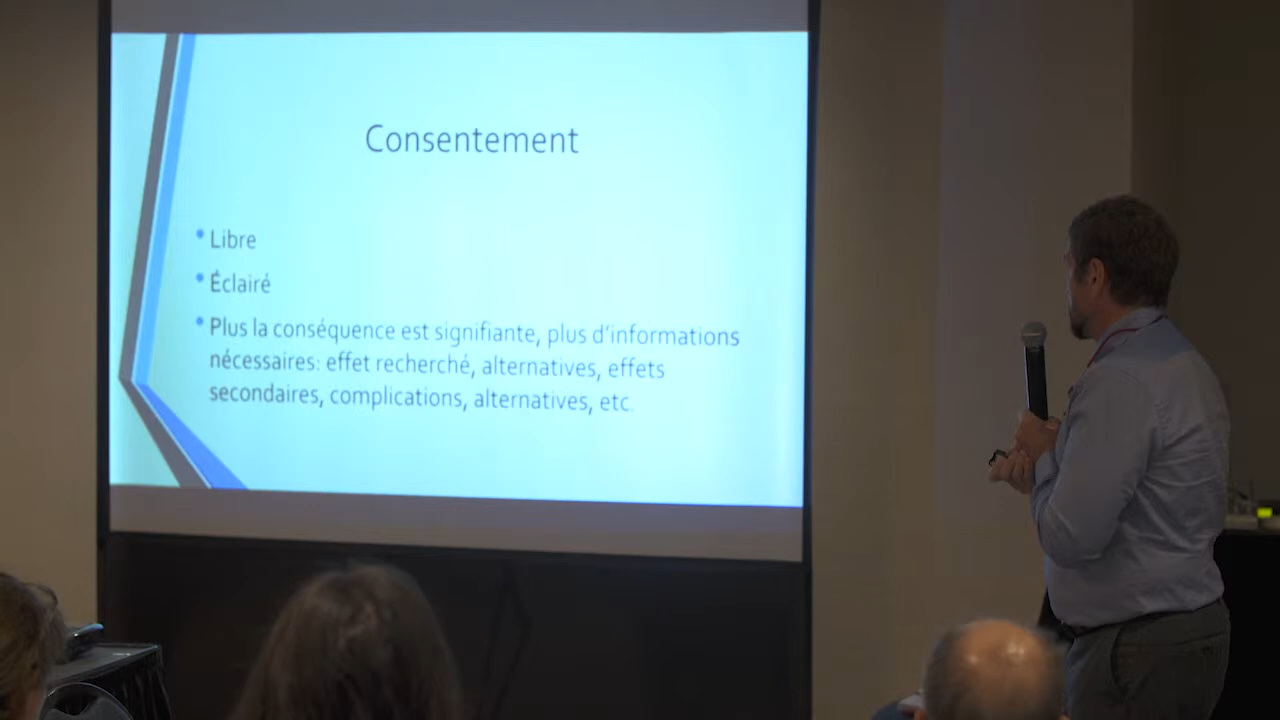 Consentement
• Libre
• Éclairé
• Plus la conséquence est signifiante, plus d'informations
nécessaires: effet recherché, alternatives, effets
secondaires, complications, alternatives, etc.